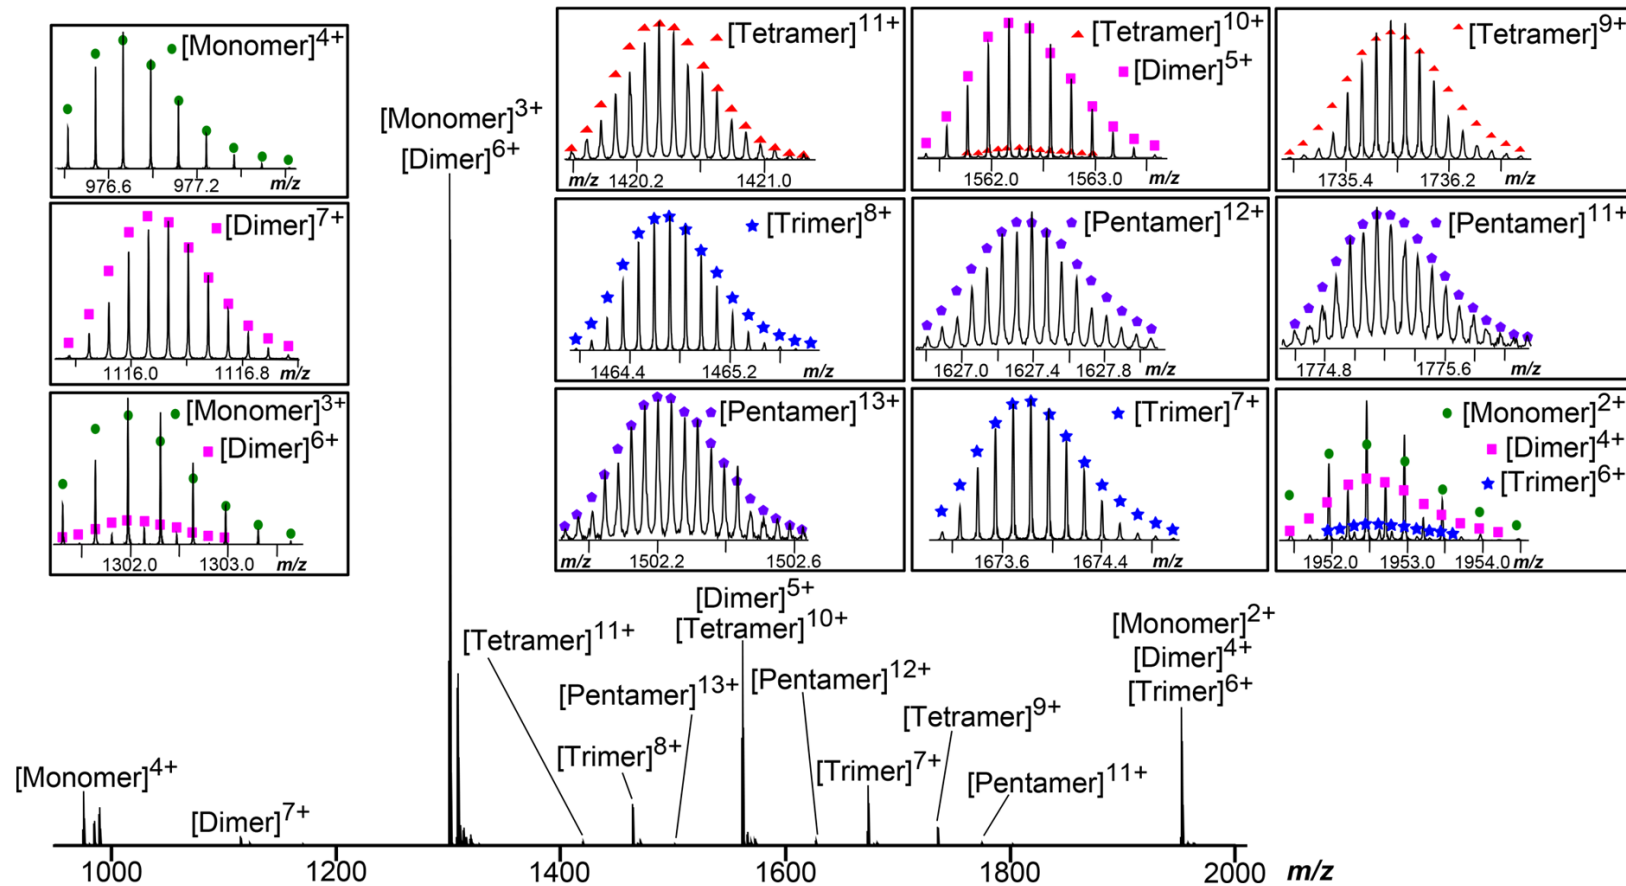 [Monomer]4+
976.6 977.2 m/z
[Dimer]7+
1116.0 1116.8 m/z
[Monomer]3+
[Dimer]6+
1302.0 1303.0 m/z
[Monomer]3+
[Dimer]6+
[Tetramer]11+
m/z 1420.2 1421.0
[Tetramer]10+
[Dimer]5+
1562.0 1563.0 m/z
[Tetramer]9+
1735.4 1736.2 m/z
[Trimer]8+
1464.4 1465.2 m/z
[Pentamer]12+
1627.0 1627.4 1627.8 m/z
[Pentamer]11+
1774.8 1775.6 m/z
[Pentamer]13+
m/z 1502.2 1502.6
[Trimer]7+
1673.6 1674.4 m/z
[Monomer]2+
[Dimer]4+
[Trimer]6+
1952.0 1953.0 1954.0 m/z
[Monomer]4+
[Dimer]7+
[Tetramer]11+
[Trimer]8+
[Pentamer]13+
[Dimer]5+
[Tetramer]10+
[Pentamer]12+
[Trimer]7+
[Tetramer]9+
[Pentamer]11+
[Monomer]2+
[Dimer]4+
[Trimer]6+
1000 1200 1400 1600 1800 2000 m/z